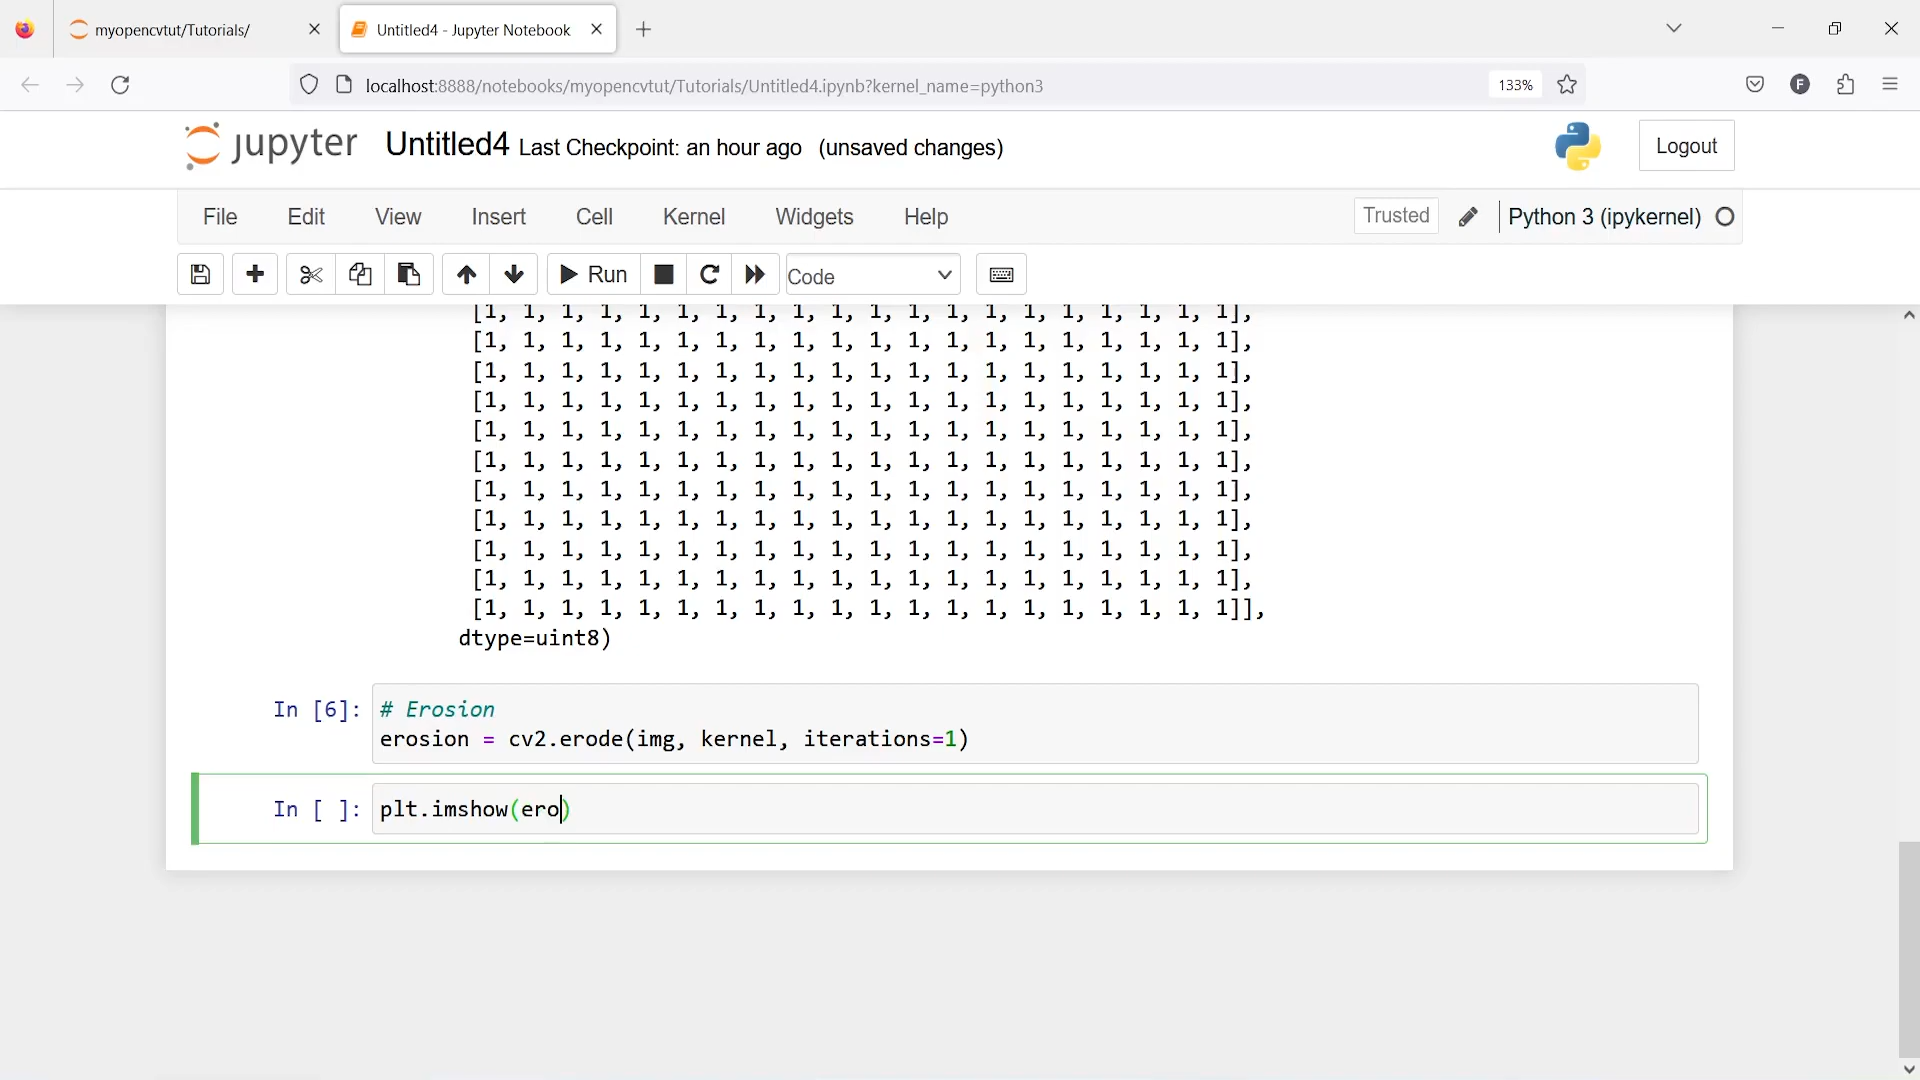 myopencvtut/Tutorials/
Untitled4 - Jupyter Notebook
localhost:8888/notebooks/myopencvtut/Tutorials/Untitled4.ipynb?kernel_name=python3
133%
F
jupyter Untitled4 Last Checkpoint: an hour ago (unsaved changes)
Logout
File Edit View Insert Cell Kernel Widgets Help
Trusted
Python 3 (ipykernel)
Run
Code
[1, 1, 1, 1, 1, 1, 1, 1, 1, 1, 1, 1, 1, 1, 1, 1, 1, 1, 1, 1],
[1, 1, 1, 1, 1, 1, 1, 1, 1, 1, 1, 1, 1, 1, 1, 1, 1, 1, 1, 1],
[1, 1, 1, 1, 1, 1, 1, 1, 1, 1, 1, 1, 1, 1, 1, 1, 1, 1, 1, 1],
[1, 1, 1, 1, 1, 1, 1, 1, 1, 1, 1, 1, 1, 1, 1, 1, 1, 1, 1, 1],
[1, 1, 1, 1, 1, 1, 1, 1, 1, 1, 1, 1, 1, 1, 1, 1, 1, 1, 1, 1],
[1, 1, 1, 1, 1, 1, 1, 1, 1, 1, 1, 1, 1, 1, 1, 1, 1, 1, 1, 1],
[1, 1, 1, 1, 1, 1, 1, 1, 1, 1, 1, 1, 1, 1, 1, 1, 1, 1, 1, 1],
[1, 1, 1, 1, 1, 1, 1, 1, 1, 1, 1, 1, 1, 1, 1, 1, 1, 1, 1, 1],
[1, 1, 1, 1, 1, 1, 1, 1, 1, 1, 1, 1, 1, 1, 1, 1, 1, 1, 1, 1],
[1, 1, 1, 1, 1, 1, 1, 1, 1, 1, 1, 1, 1, 1, 1, 1, 1, 1, 1, 1],
[1, 1, 1, 1, 1, 1, 1, 1, 1, 1, 1, 1, 1, 1, 1, 1, 1, 1, 1, 1]],
dtype=uint8)
In [6]: # Erosion
erosion = cv2.erode(img, kernel, iterations=1)
In [ ]: plt.imshow(ero)